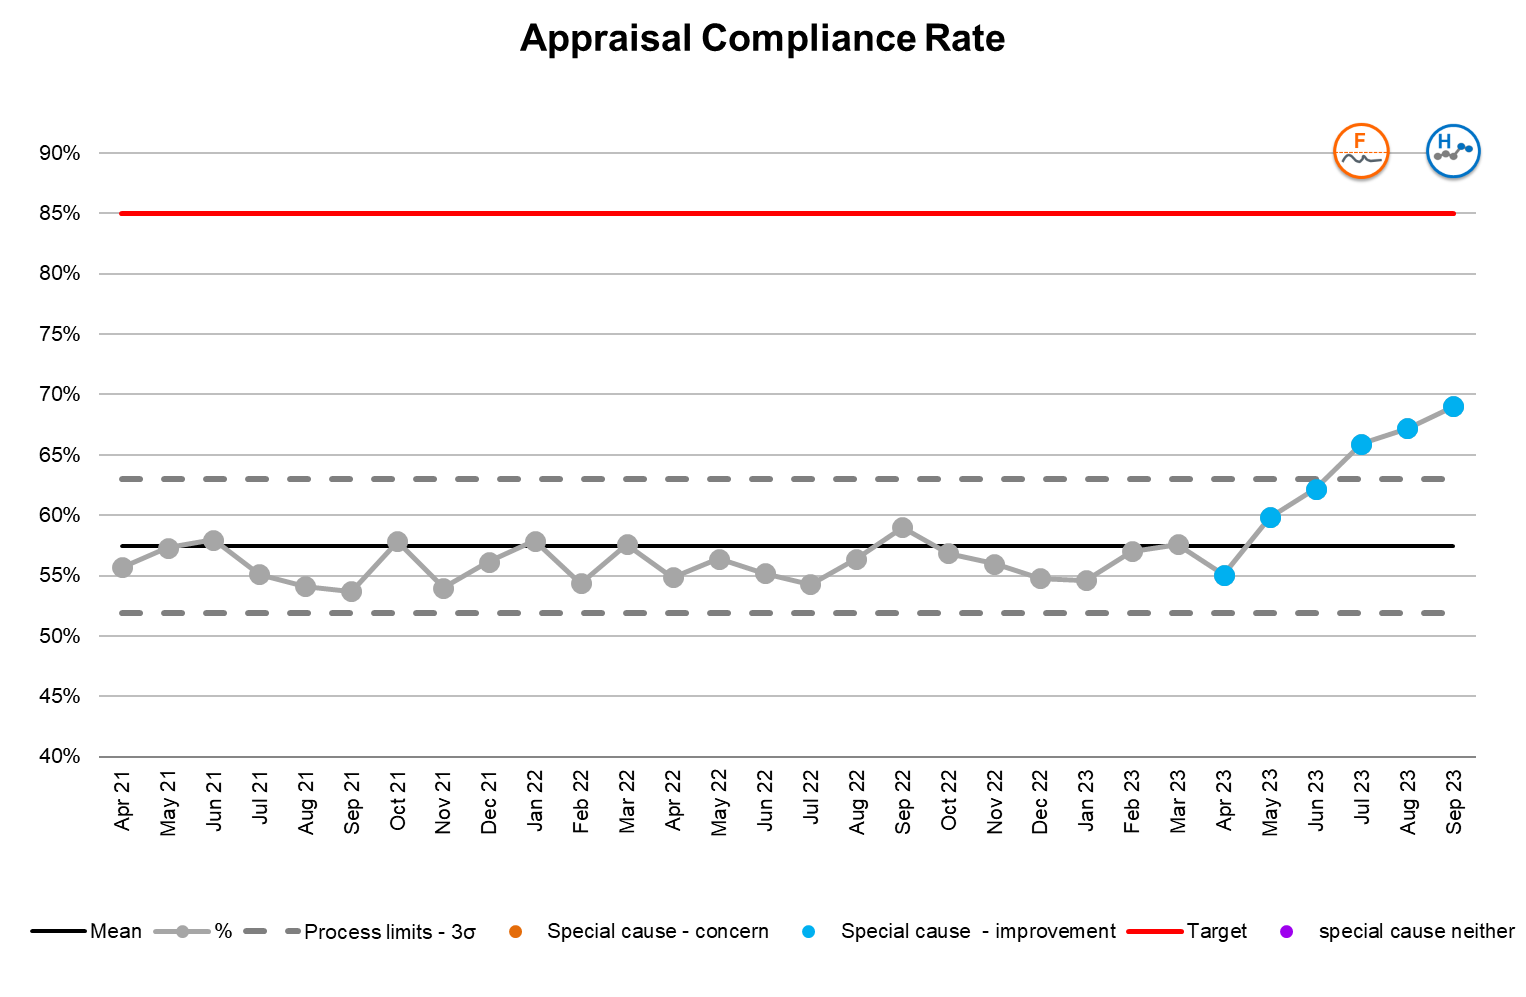 Appraisal Compliance Rate
F
H
90%
85%
80%
75%
70%
65%
60%
55%
50%
45%
40%
Apr 21
May 21
Jun 21
Jul 21
Aug 21
Sep 21
Oct 21
Nov 21
Dec 21
Jan 22
Feb 22
Mar 22
Apr 22
May 22
Jun 22
Jul 22
Aug 22
Sep 22
Oct 22
Nov 22
Dec 22
Jan 23
Feb 23
Mar 23
Apr 23
May 23
Jun 23
Jul 23
Aug 23
Sep 23
Mean % Process limits - 3σ Special cause - concern Special cause - improvement Target special cause neither